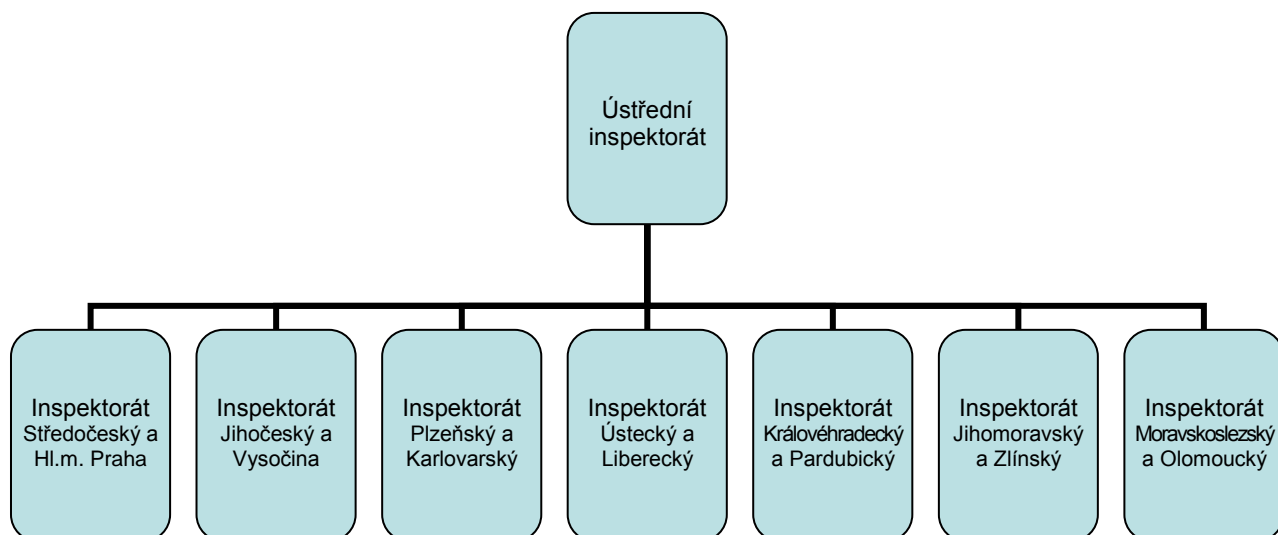 Ústřední
inspektorát
Inspektorát
Středočeský a
Hl.m. Praha
Inspektorát
Jihočeský a
Vysočina
Inspektorát
Plzeňský a
Karlovarský
Inspektorát
Ústecký a
Liberecký
Inspektorát
Královéhradecký
a Pardubický
Inspektorát
Jihomoravský
a Zlínský
Inspektorát
Moravskoslezský
a Olomoucký